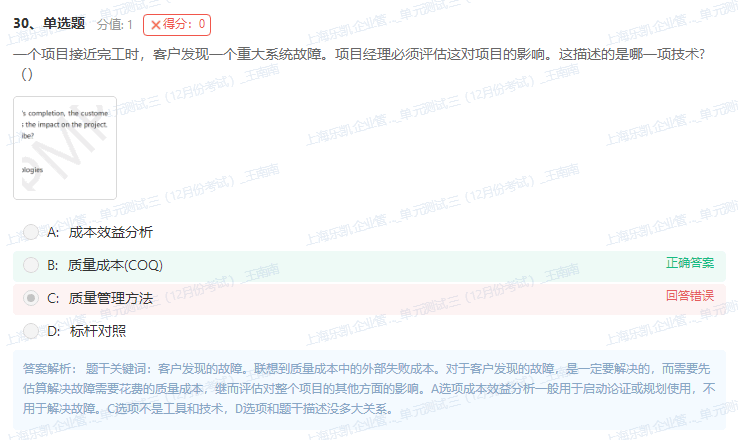 30、单选题 分值: 1 ×得分：0
一个项目接近完工时，客户发现一个重大系统故障。项目经理必须评估这对项目的影响。这描述的是哪一项技术?
（）
's completion, the custome
s the impact on the project.
ibe?
ologies
PMI
A: 成本效益分析
B: 质量成本(COQ) 正确答案
C: 质量管理方法 回答错误
D: 标杆对照
答案解析： 题干关键词：客户发现的故障。联想到质量成本中的外部失败成本。对于客户发现的故障，是一定要解决的，而需要先
估算解决故障需要花费的质量成本，继而评估对整个项目的其他方面的影响。A选项成本效益分析一般用于启动论证或规划使用，不
用于解决故障。C选项不是工具和技术，D选项和题干描述没多大关系。
上海乐凯企业管..._单元测试三（12月份考试）_王南南